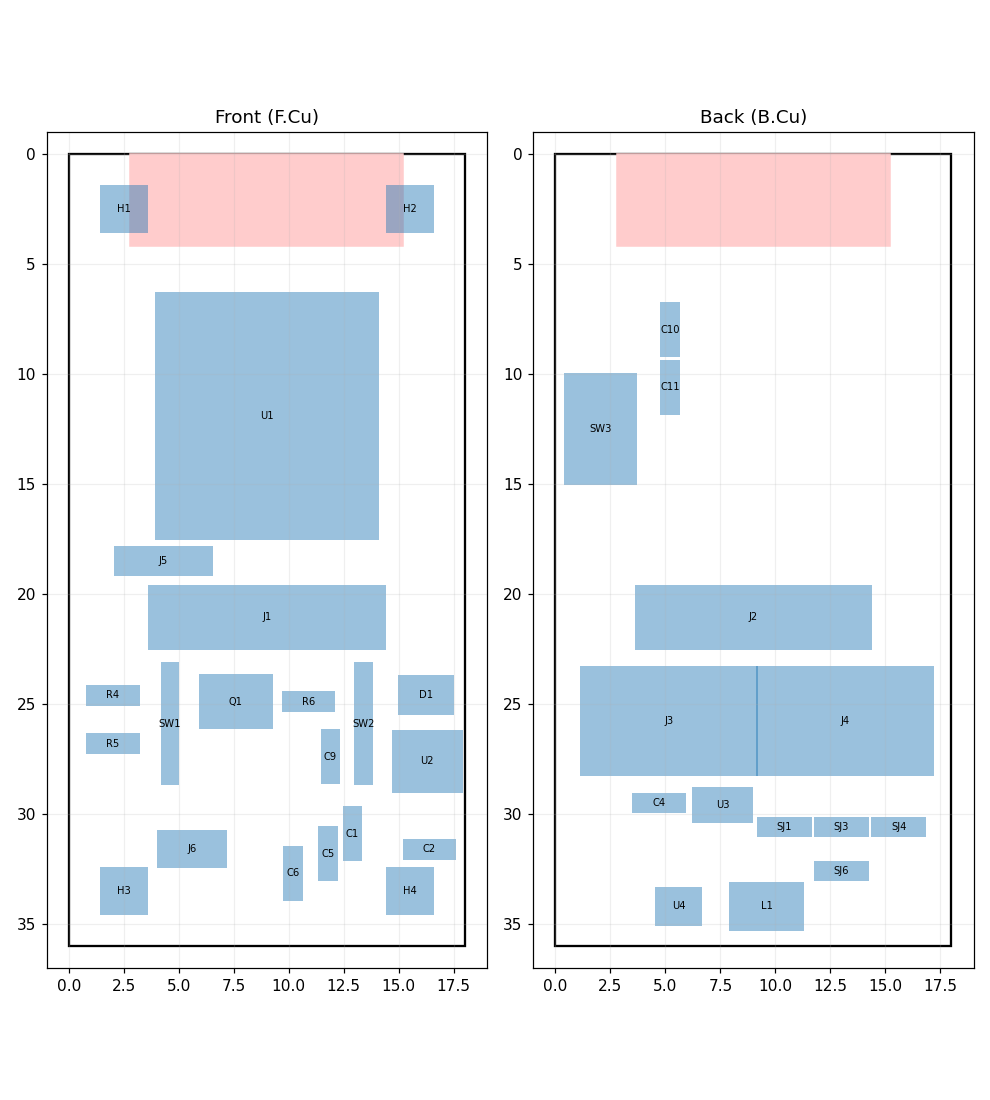 Front (F.Cu)
0
5
10
15
20
25
30
35
0.0 2.5 5.0 7.5 10.0 12.5 15.0 17.5
H1 H2
U1
J5
J1
R4 SW1 Q1 R6 SW2 D1
R5 C9 U2
J6 C6 C5 C1 C2
H3 H4
Back (B.Cu)
0
5
10
15
20
25
30
35
0.0 2.5 5.0 7.5 10.0 12.5 15.0 17.5
C10
C11
SW3
J2
J3 J4
C4 U3
SJ1 SJ3 SJ4
SJ6
U4 L1